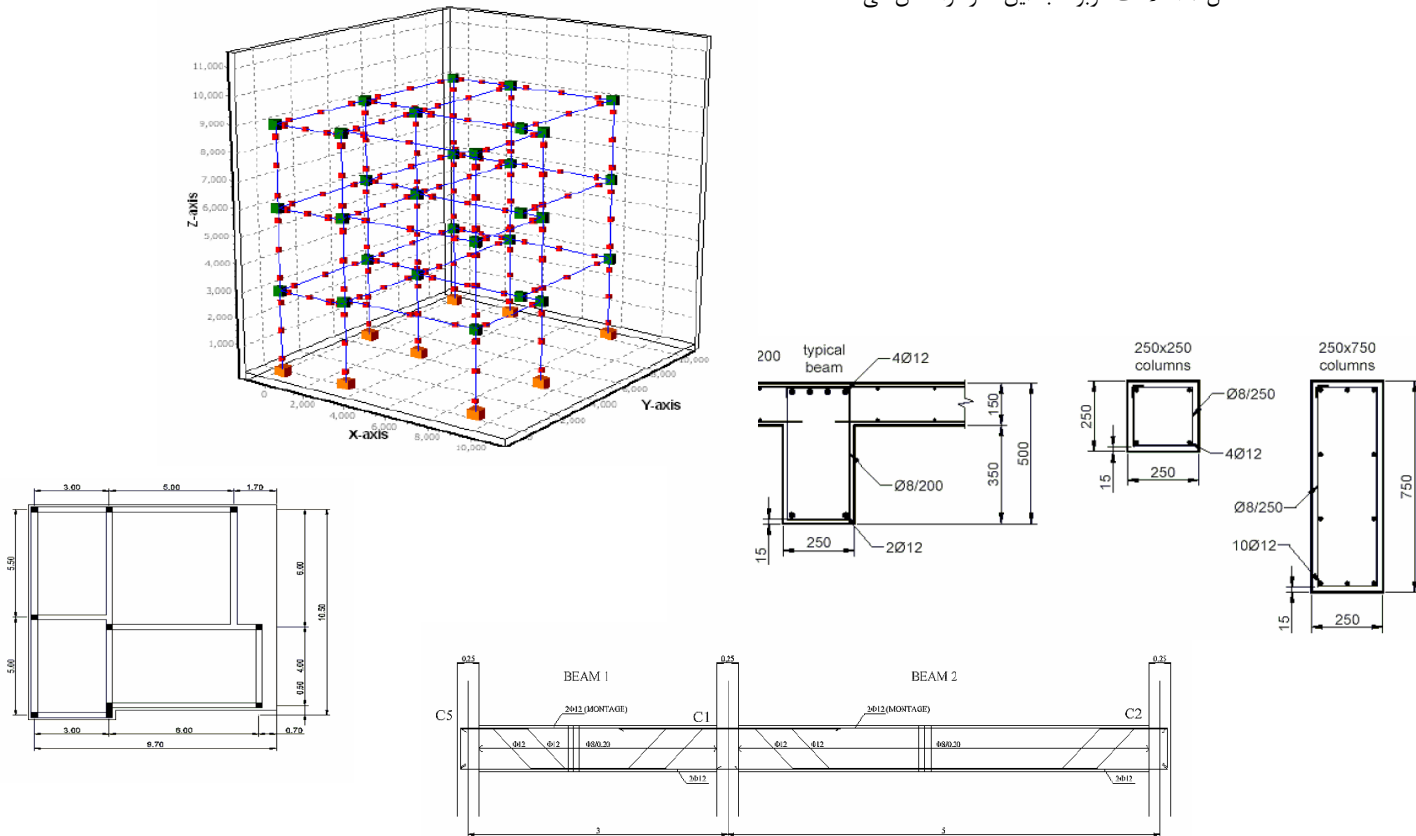 11,000
10,000
9,000
8,000
7,000
6,000
5,000
4,000
3,000
2,000
1,000
Z-axis
0
2,000
4,000
6,000
8,000
10,000
X-axis
2,000
Y-axis
200
typical
beam
4Ø12
150
350
500
Ø8/200
2Ø12
15
250
250x250
columns
250
Ø8/250
4Ø12
15
250
250x750
columns
Ø8/250
10Ø12
750
15
250
3.00 5.00 1.70
5.50
5.00
6.00
4.00
0.50
10.50
3.00 6.00 0.70
9.70
0.25 0.25 0.25
BEAM 1 BEAM 2
C5 C1 C2
2Φ12 (MONTAGE) 2Φ12 (MONTAGE)
Φ12 Φ12 Φ8/0.20 Φ12 Φ12 Φ8/0.20
2Φ12 2Φ12
3 5